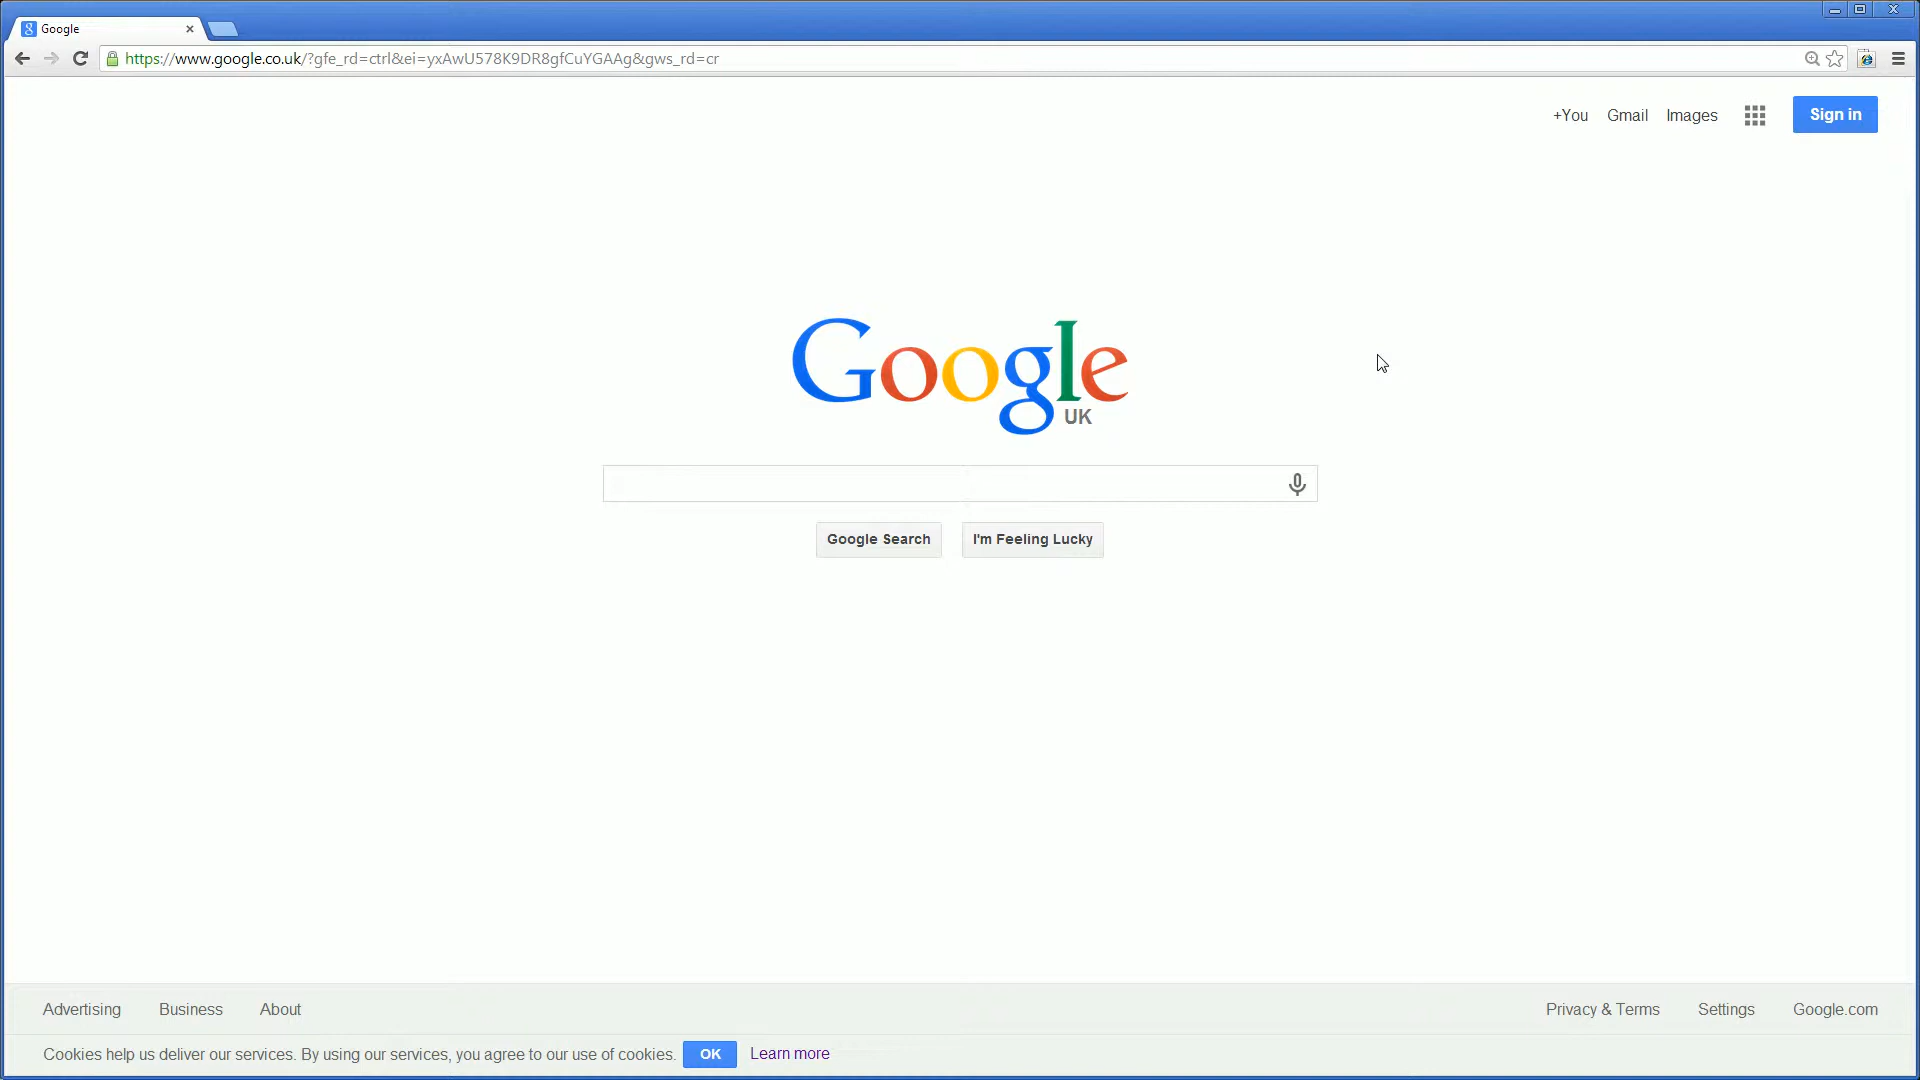 Google
https://www.google.co.uk/?gfe_rd=ctrl&ei=yxAwU578K9DR8gfCuYGAAg&gws_rd=cr
+You Gmail Images Sign in
Google
UK
Google Search I'm Feeling Lucky
Advertising Business About Privacy & Terms Settings Google.com
Cookies help us deliver our services. By using our services, you agree to our use of cookies. OK Learn more